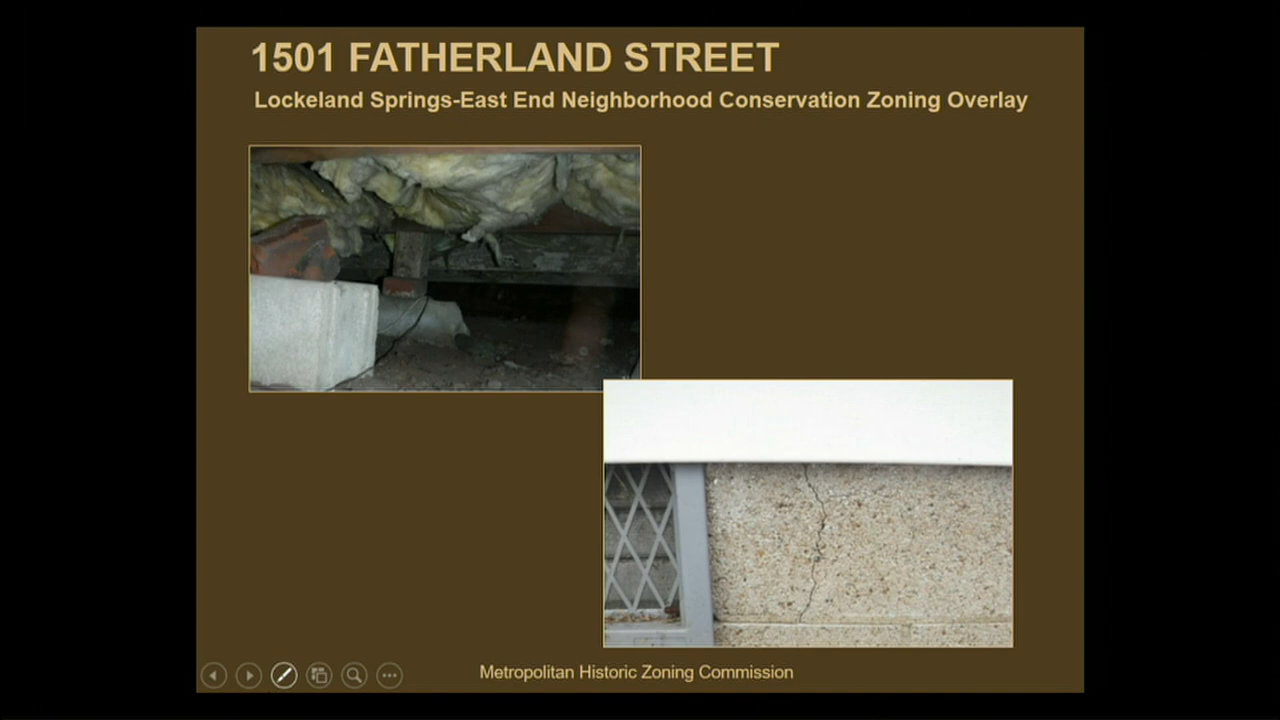 1501 FATHERLAND STREET
Lockeland Springs-East End Neighborhood Conservation Zoning Overlay
Metropolitan Historic Zoning Commission